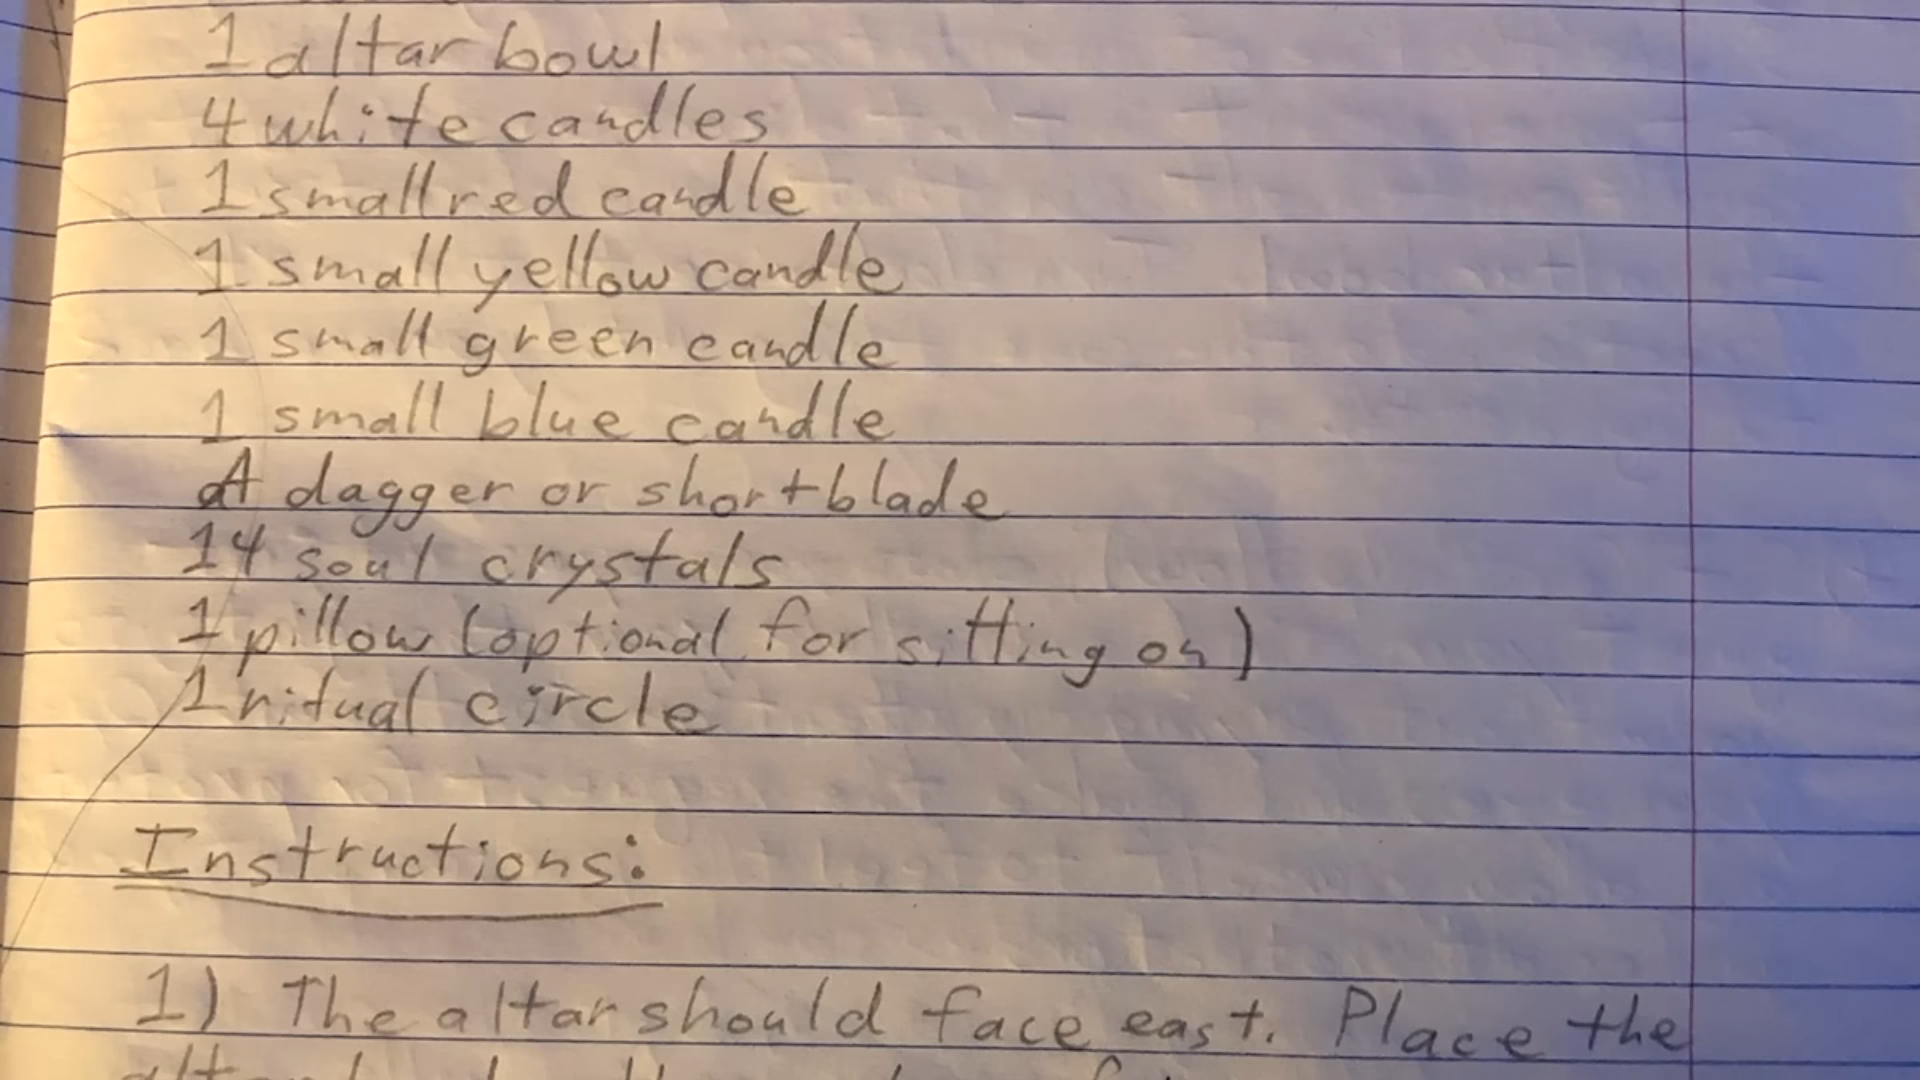 1 altar bowl
4 white candles
1 small red candle
1 small yellow candle
1 small green candle
1 small blue candle
A dagger or short blade
14 soul crystals
1 pillow (optional for sitting on)
1 ritual circle
Instructions:
1) The altar should face east. Place the